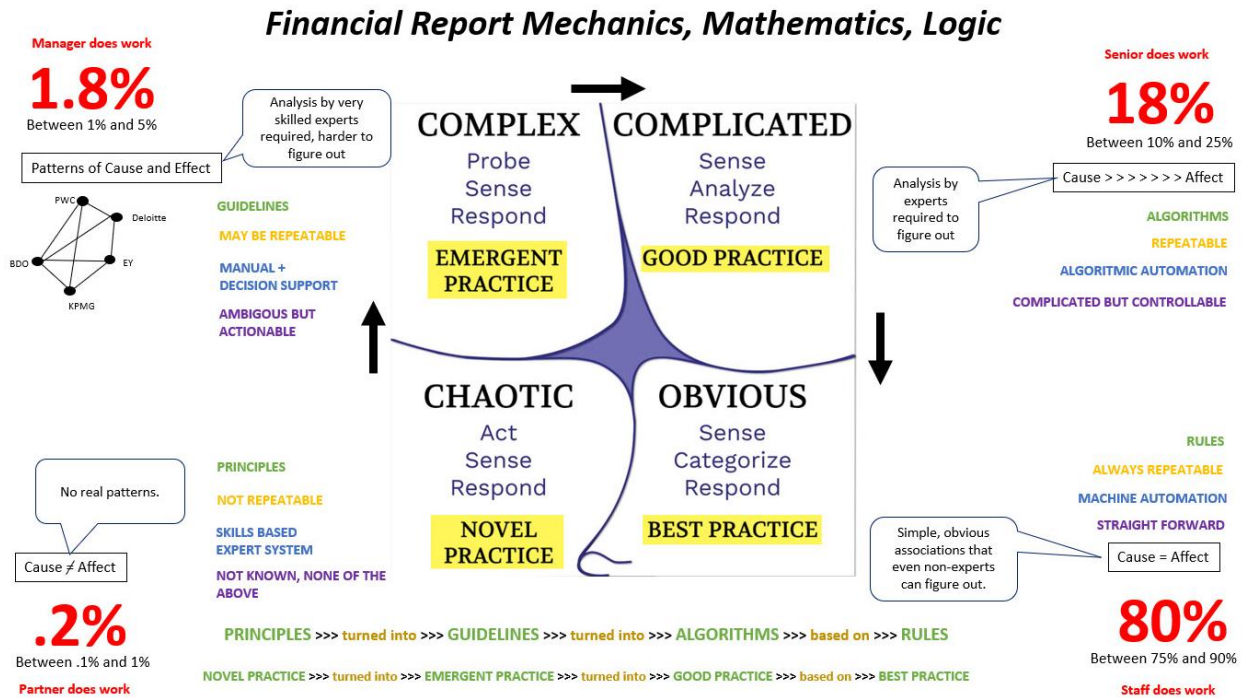 Financial Report Mechanics, Mathematics, Logic
Manager does work
1.8%
Between 1% and 5%
Patterns of Cause and Effect
Analysis by very
skilled experts
required, harder to
figure out
PWC
Deloitte
BDO
EY
KPMG
GUIDELINES
MAY BE REPEATABLE
MANUAL +
DECISION SUPPORT
AMBIGOUS BUT
ACTIONABLE
COMPLEX
Probe
Sense
Respond
EMERGENT
PRACTICE
COMPLICATED
Sense
Analyze
Respond
GOOD PRACTICE
Senior does work
18%
Between 10% and 25%
Cause > > > > > > > Affect
Analysis by
experts
required to
figure out
ALGORITHMS
REPEATABLE
ALGORITMIC AUTOMATION
COMPLICATED BUT CONTROLLABLE
CHAOTIC
Act
Sense
Respond
NOVEL
PRACTICE
OBVIOUS
Sense
Categorize
Respond
BEST PRACTICE
No real patterns.
Cause ≠ Affect
PRINCIPLES
NOT REPEATABLE
SKILLS BASED
EXPERT SYSTEM
NOT KNOWN, NONE OF THE
ABOVE
.2%
Between .1% and 1%
Partner does work
RULES
ALWAYS REPEATABLE
MACHINE AUTOMATION
STRAIGHT FORWARD
Simple, obvious
associations that
even non-experts
can figure out.
Cause = Affect
80%
Between 75% and 90%
Staff does work
PRINCIPLES >>> turned into >>> GUIDELINES >>> turned into >>> ALGORITHMS >>> based on >>> RULES
NOVEL PRACTICE >>> turned into >>> EMERGENT PRACTICE >>> turned into >>> GOOD PRACTICE >>> based on >>> BEST PRACTICE